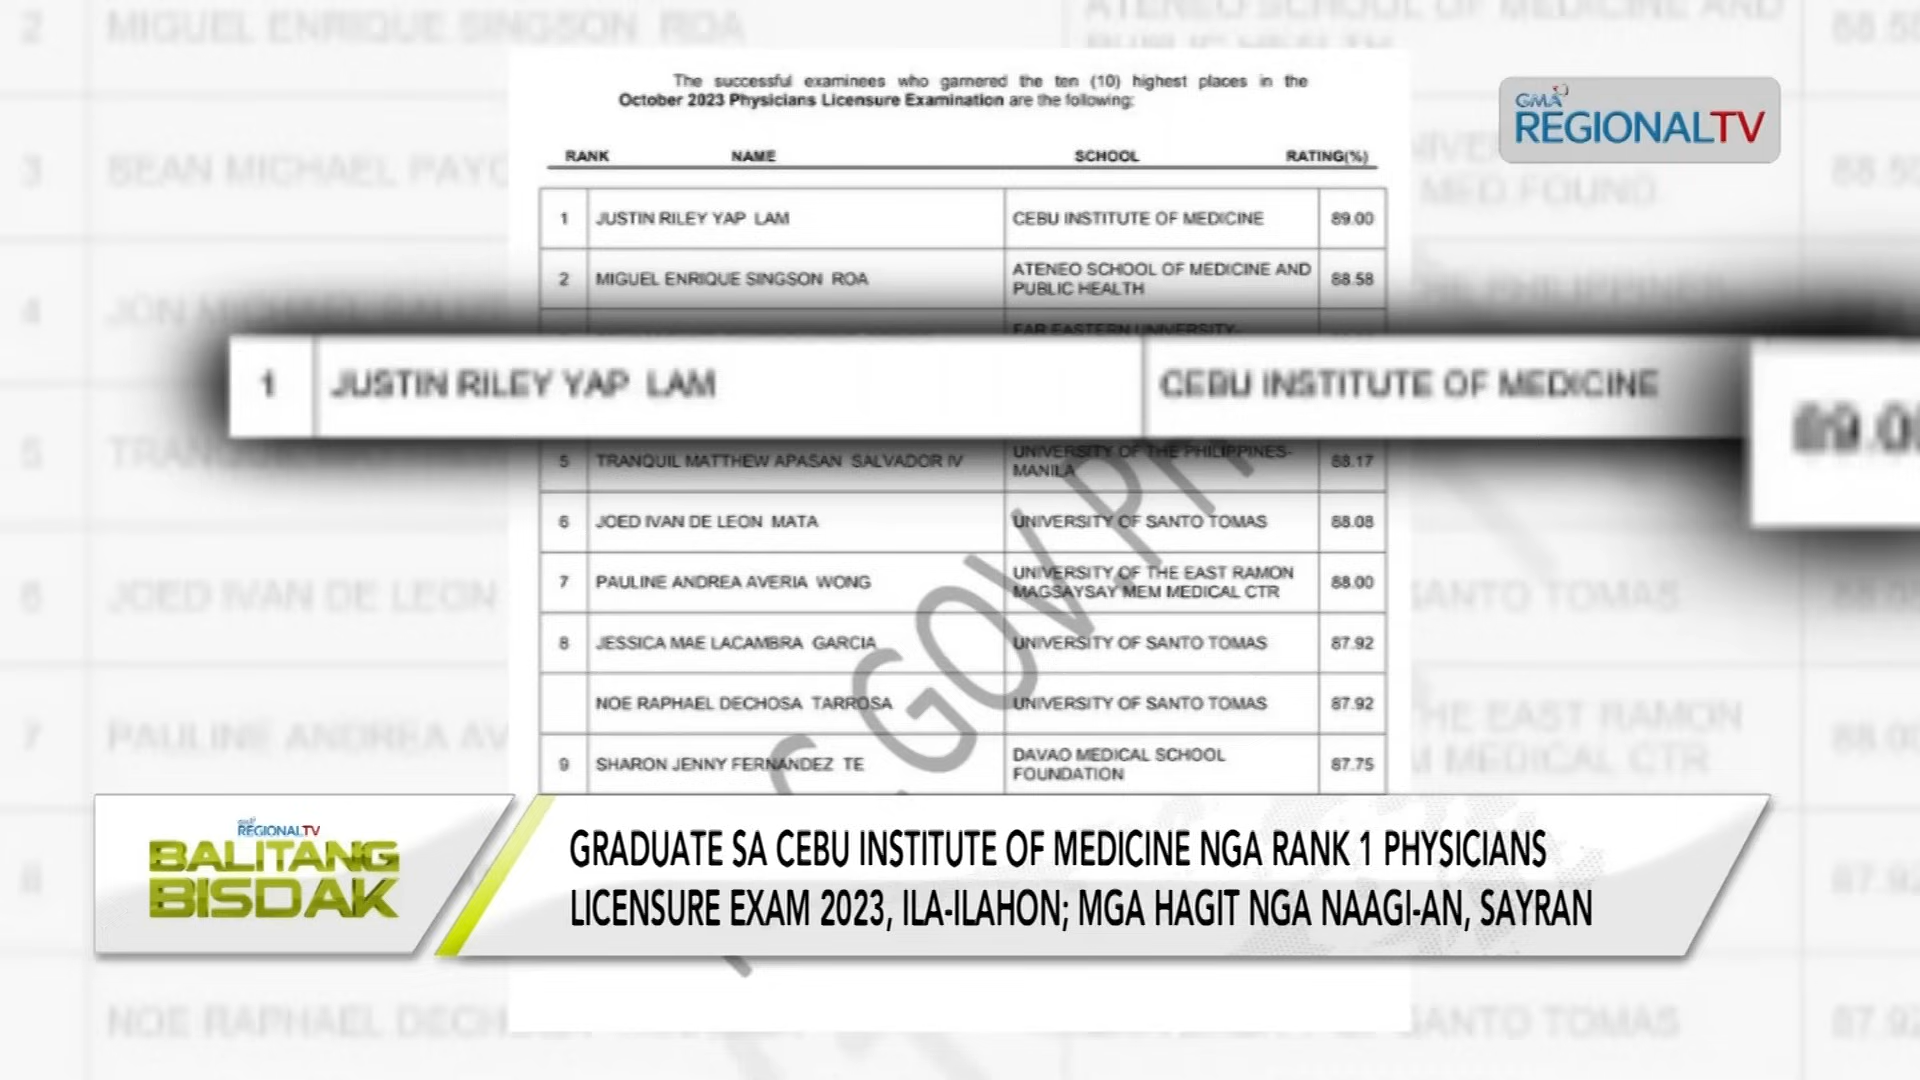 The successful examinees who garnered the ten (10) highest places in the
October 2023 Physicians Licensure Examination are the following:
GMA
REGIONALTV
RANK NAME SCHOOL RATING(%)
1 JUSTIN RILEY YAP LAM CEBU INSTITUTE OF MEDICINE 89.00
2 MIGUEL ENRIQUE SINGSON ROA ATENEO SCHOOL OF MEDICINE AND 88.58
PUBLIC HEALTH
FAR EASTERN UNIVERSITY-
1 JUSTIN RILEY YAP LAM CEBU INSTITUTE OF MEDICINE
5 TRANQUIL MATTHEW APASAN SALVADOR IV UNIVERSITY OF THE PHILIPPINES- 88.17
MANILA
6 JOED IVAN DE LEON MATA UNIVERSITY OF SANTO TOMAS 88.08
7 PAULINE ANDREA AVERIA WONG UNIVERSITY OF THE EAST RAMON 88.00
MAGSAYSAY MEM MEDICAL CTR
8 JESSICA MAE LACAMBRA GARCIA UNIVERSITY OF SANTO TOMAS 87.92
NOE RAPHAEL DECHOSA TARROSA UNIVERSITY OF SANTO TOMAS 87.92
9 SHARON JENNY FERNANDEZ TE DAVAO MEDICAL SCHOOL 87.75
FOUNDATION
C.GOV.PH
REGIONALTV
BALITANG
BISDAK
GRADUATE SA CEBU INSTITUTE OF MEDICINE NGA RANK 1 PHYSICIANS
LICENSURE EXAM 2023, ILA-ILAHON; MGA HAGIT NGA NAAGI-AN, SAYRAN